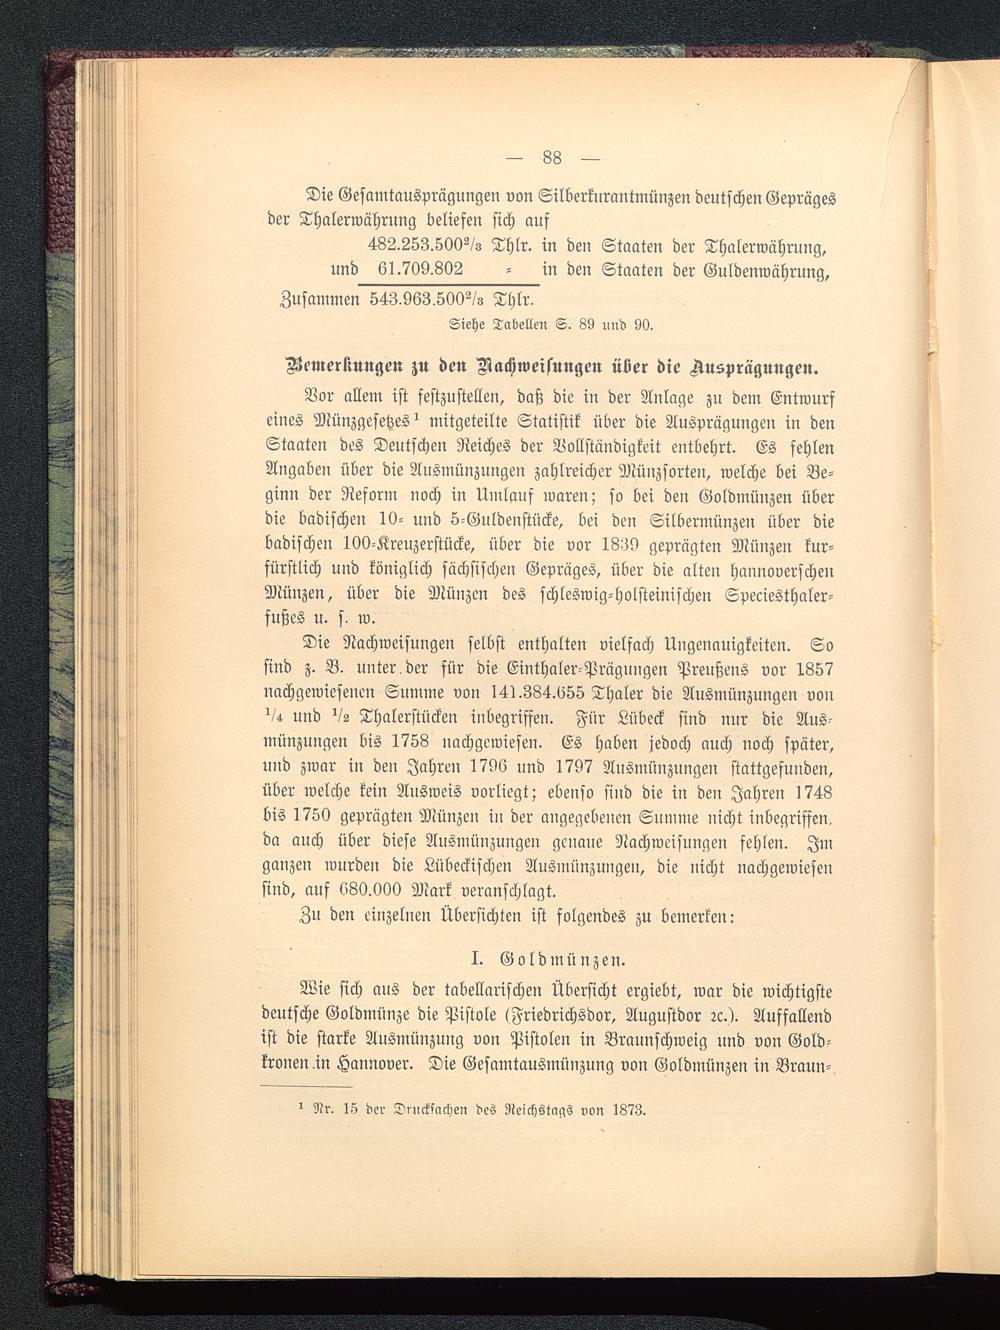 — 88 —
Die Gesamtausprägungen von Silberkurantmünzen deutschen Gepräges
der Thalerwährung beliefen sich auf
482.253.500²/₃ Thlr. in den Staaten der Thalerwährung,
und 61.709.802 ⸗ in den Staaten der Guldenwährung,
Zusammen 543.963.500²/₃ Thlr.
Siehe Tabellen S. 89 und 90.
Bemerkungen zu den Nachweisungen über die Ausprägungen.
Vor allem ist festzustellen, daß die in der Anlage zu dem Entwurf
eines Münzgesetzes¹ mitgeteilte Statistik über die Ausprägungen in den
Staaten des Deutschen Reiches der Vollständigkeit entbehrt. Es fehlen
Angaben über die Ausmünzungen zahlreicher Münzsorten, welche bei Be⸗
ginn der Reform noch in Umlauf waren; so bei den Goldmünzen über
die badischen 10⸗ und 5⸗Guldenstücke, bei den Silbermünzen über die
badischen 100⸗Kreuzerstücke, über die vor 1839 geprägten Münzen kur⸗
fürstlich und königlich sächsischen Gepräges, über die alten hannoverschen
Münzen, über die Münzen des schleswig⸗holsteinischen Speciesthaler⸗
fußes u. s. w.
Die Nachweisungen selbst enthalten vielfach Ungenauigkeiten. So
sind z. B. unter der für die Einthaler⸗Prägungen Preußens vor 1857
nachgewiesenen Summe von 141.384.655 Thaler die Ausmünzungen von
¹/₄ und ¹/₂ Thalerstücken inbegriffen. Für Lübeck sind nur die Aus⸗
münzungen bis 1758 nachgewiesen. Es haben jedoch auch noch später,
und zwar in den Jahren 1796 und 1797 Ausmünzungen stattgefunden,
über welche kein Ausweis vorliegt; ebenso sind die in den Jahren 1748
bis 1750 geprägten Münzen in der angegebenen Summe nicht inbegriffen,
da auch über diese Ausmünzungen genaue Nachweisungen fehlen. Im
ganzen wurden die Lübeckischen Ausmünzungen, die nicht nachgewiesen
sind, auf 680.000 Mark veranschlagt.
Zu den einzelnen Übersichten ist folgendes zu bemerken:
I. Goldmünzen.
Wie sich aus der tabellarischen Übersicht ergiebt, war die wichtigste
deutsche Goldmünze die Pistole (Friedrichsdor, Augustdor ꝛc.). Auffallend
ist die starke Ausmünzung von Pistolen in Braunschweig und von Gold⸗
kronen in Hannover. Die Gesamtausmünzung von Goldmünzen in Braun⸗
¹ Nr. 15 der Drucksachen des Reichstags von 1873.